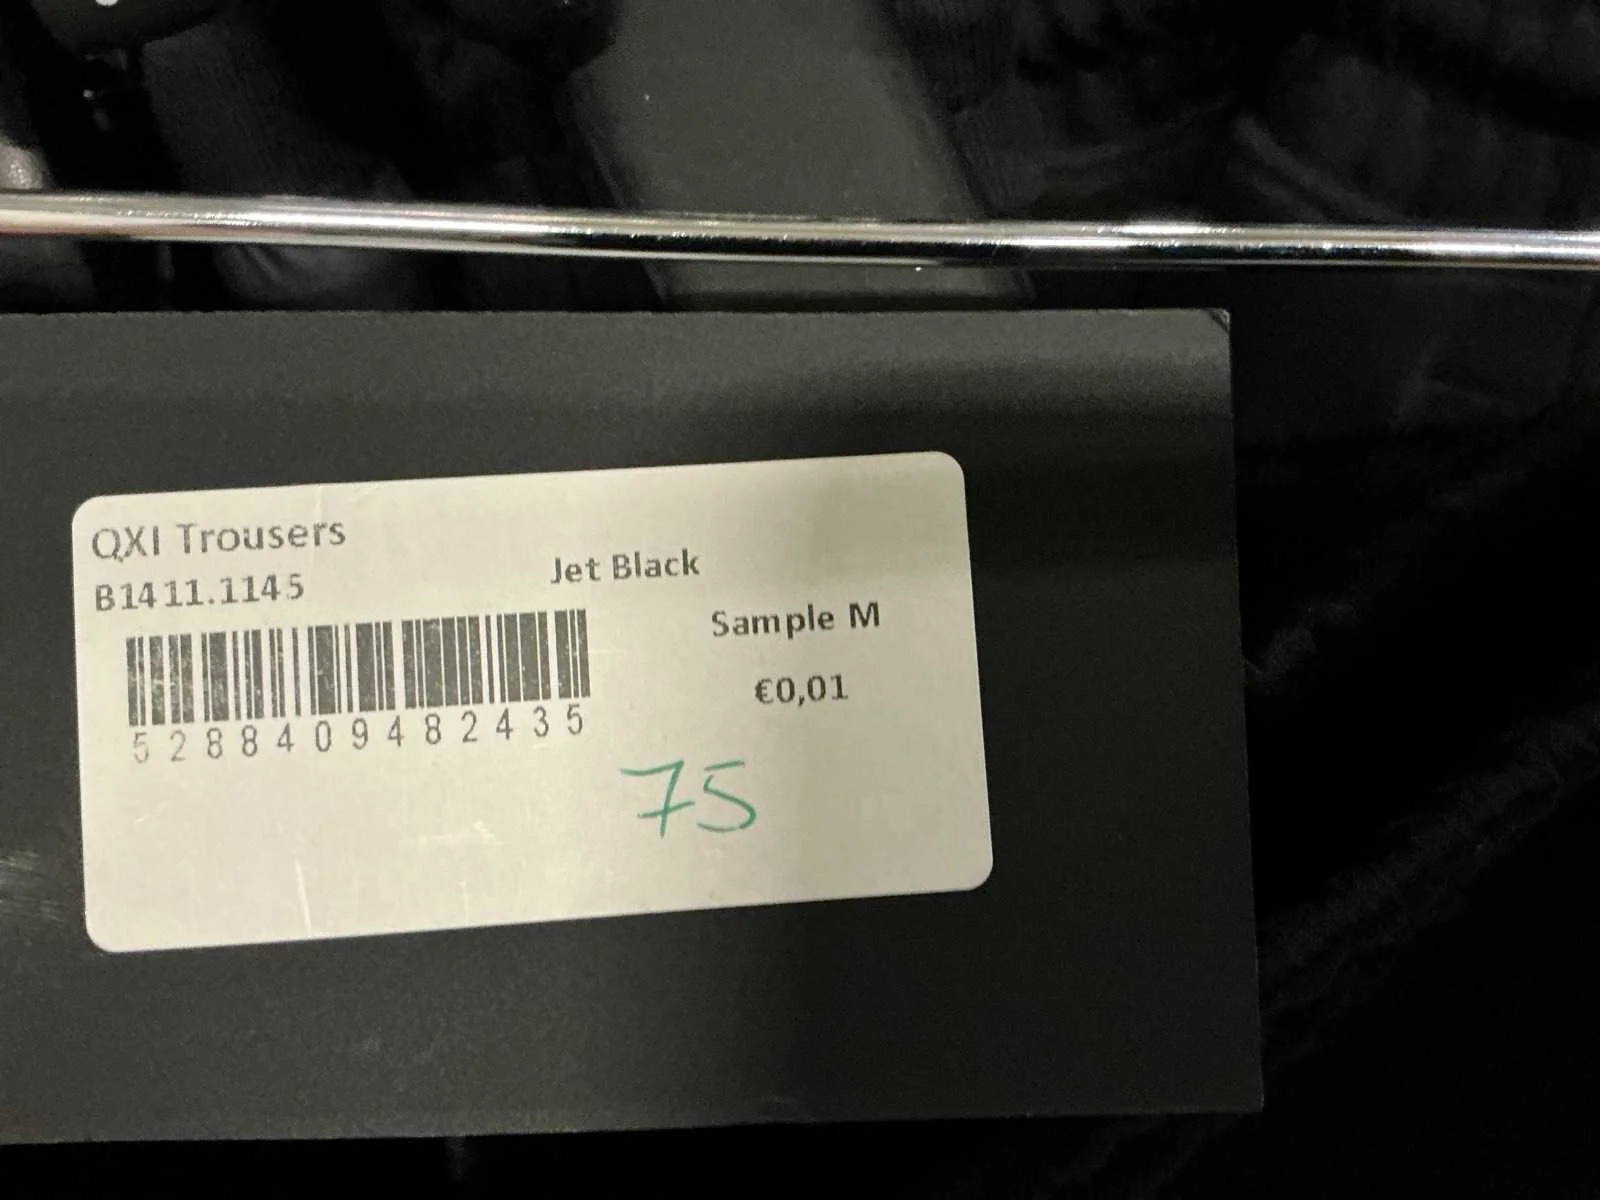 QXI Trousers
B1411.1145
Jet Black
Sample M
€0,01
5288409482435
75